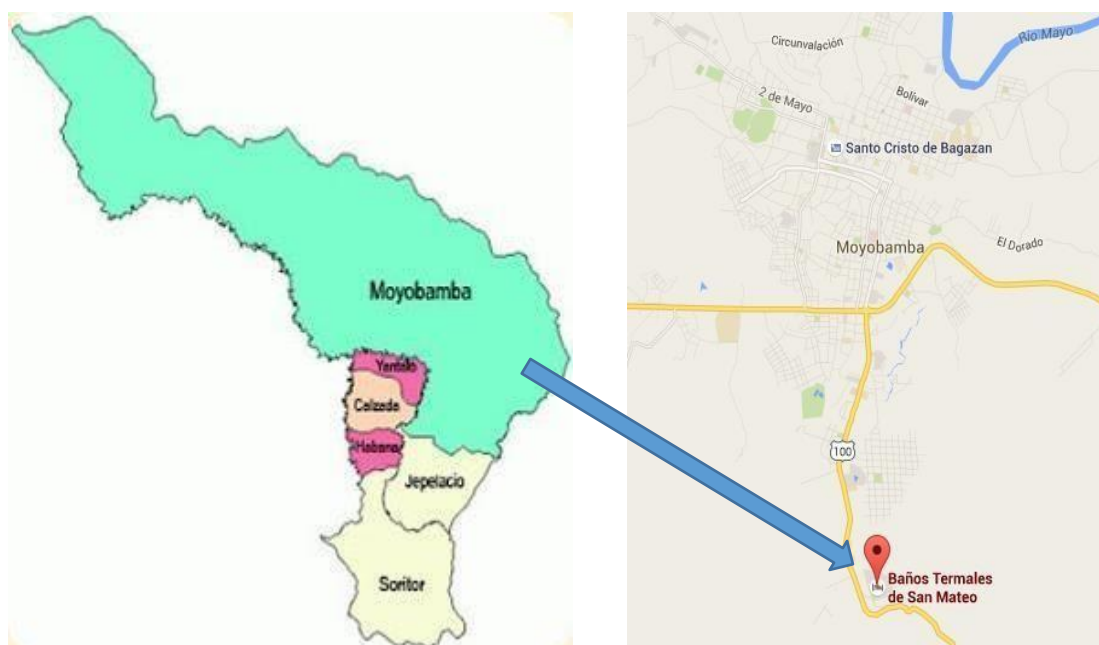 Moyobamba
Yantalo
Calzada
Habana
Jepelacio
Soritor
Rio Mayo
Circunvalación
Bolívar
2 de Mayo
Santo Cristo de Bagazan
El Dorado
Moyobamba
100
Baños Termales
de San Mateo